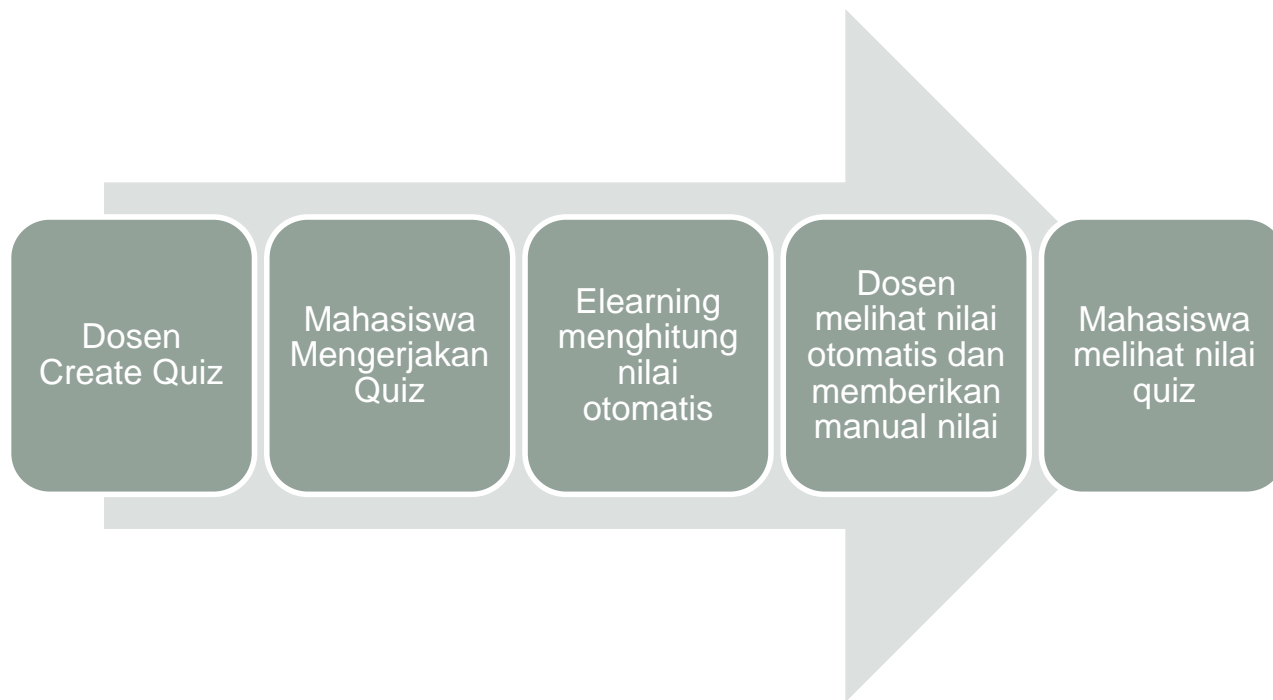 Dosen
Create Quiz
Mahasiswa
Mengerjakan
Quiz
Elearning
menghitung
nilai
otomatis
Dosen
melihat nilai
otomatis dan
memberikan
manual nilai
Mahasiswa
melihat nilai
quiz